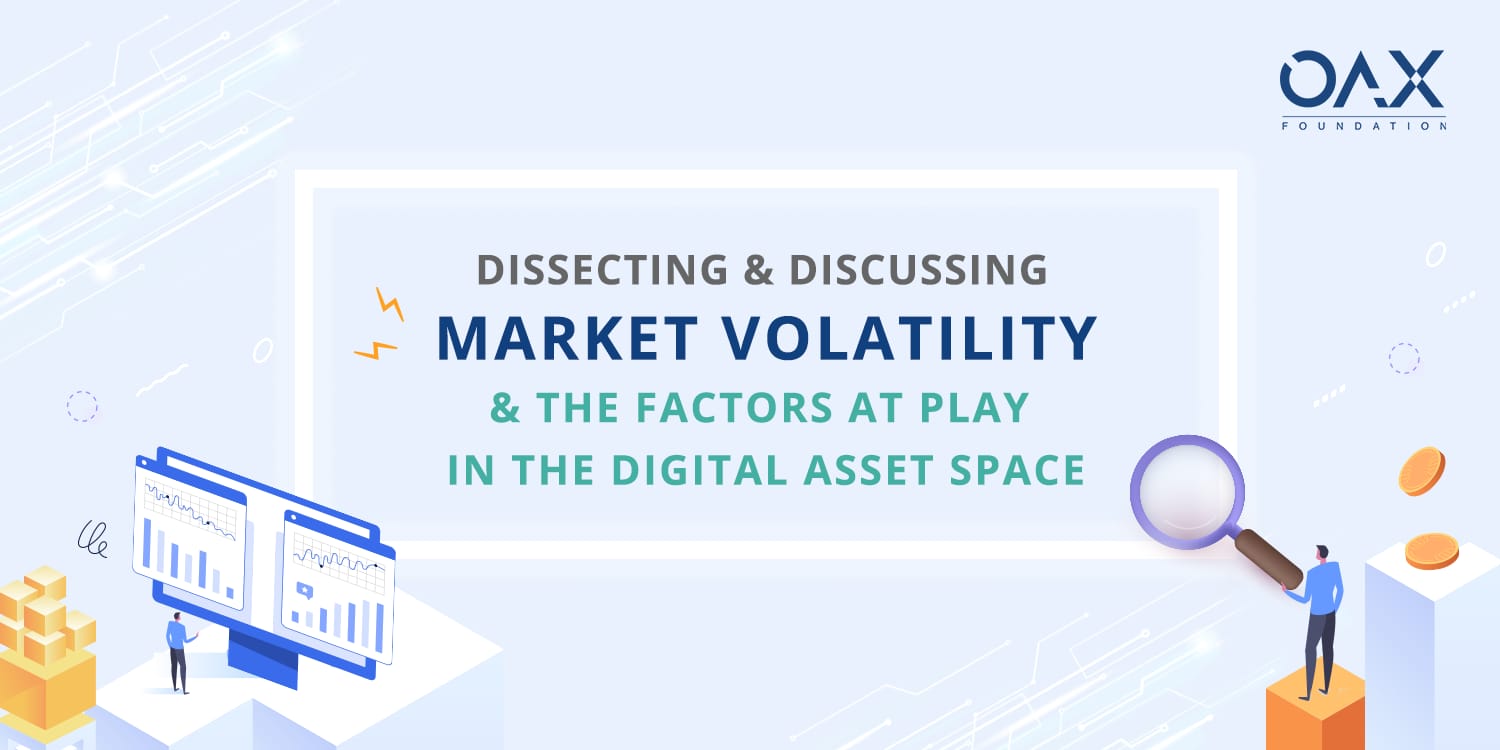 OAX
FOUNDATION
DISSECTING & DISCUSSING
MARKET VOLATILITY
& THE FACTORS AT PLAY
IN THE DIGITAL ASSET SPACE